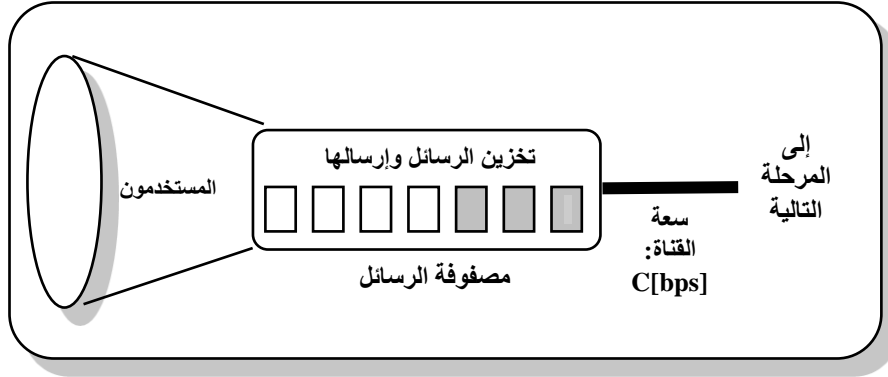 تخزين الرسائل وإرسالها
المستخدمون
مصفوفة الرسائل
إلى
المرحلة
التالية
سعة
القناة:
C[bps]